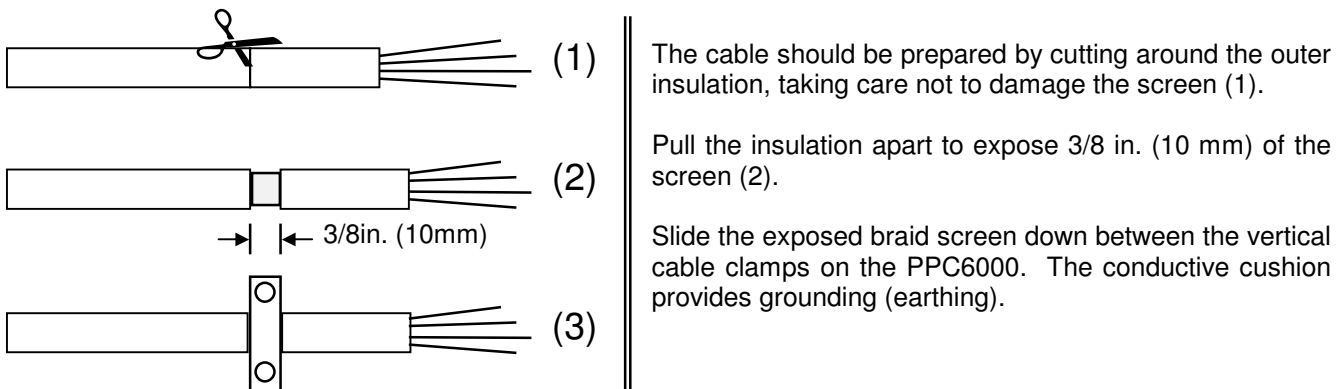 (1)
(2)
3/8in. (10mm)
(3)
The cable should be prepared by cutting around the outer
insulation, taking care not to damage the screen (1).
Pull the insulation apart to expose 3/8 in. (10 mm) of the
screen (2).
Slide the exposed braid screen down between the vertical
cable clamps on the PPC6000. The conductive cushion
provides grounding (earthing).